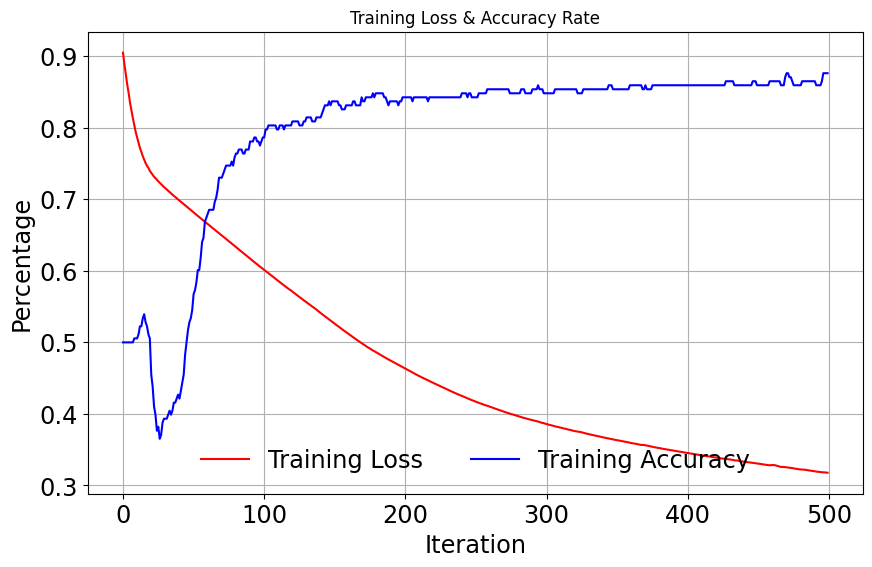 Training Loss & Accuracy Rate
Percentage
0.9
0.8
0.7
0.6
0.5
0.4
0.3
Training Loss
Training Accuracy
0
100
200
300
400
500
Iteration